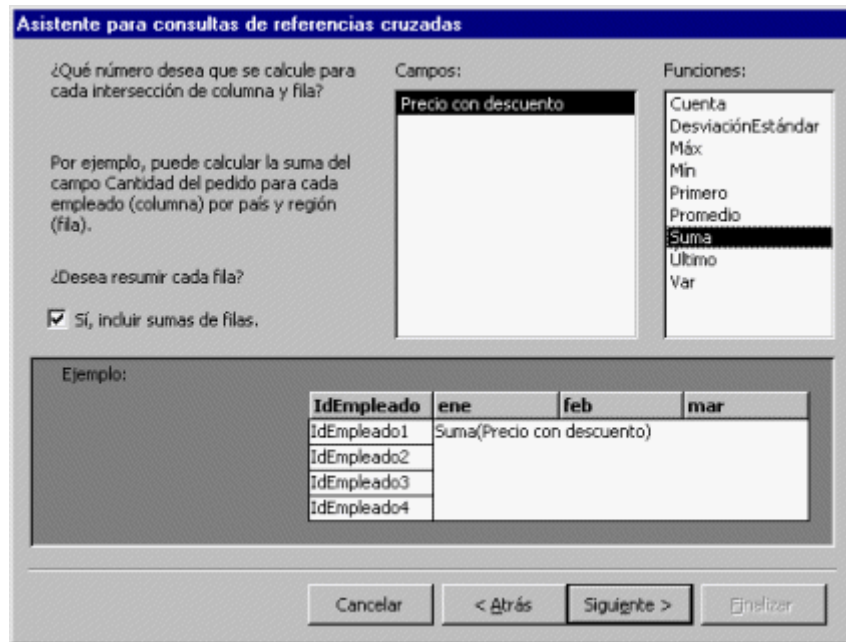 Asistente para consultas de referencias cruzadas
¿Qué número desea que se calcule para
cada intersección de columna y fila?
Por ejemplo, puede calcular la suma del
campo Cantidad del pedido para cada
empleado (columna) por país y región
(fila).
¿Desea resumir cada fila?
Sí, incluir sumas de filas.
Campos:
Precio con descuento
Funciones:
Cuenta
DesviaciónEstándar
Máx
Mín
Primero
Promedio
Suma
Último
Var
Ejemplo:
IdEmpleado ene feb mar
IdEmpleado1 Suma(Precio con descuento)
IdEmpleado2
IdEmpleado3
IdEmpleado4
Cancelar < Atrás Siguiente > Finalizar